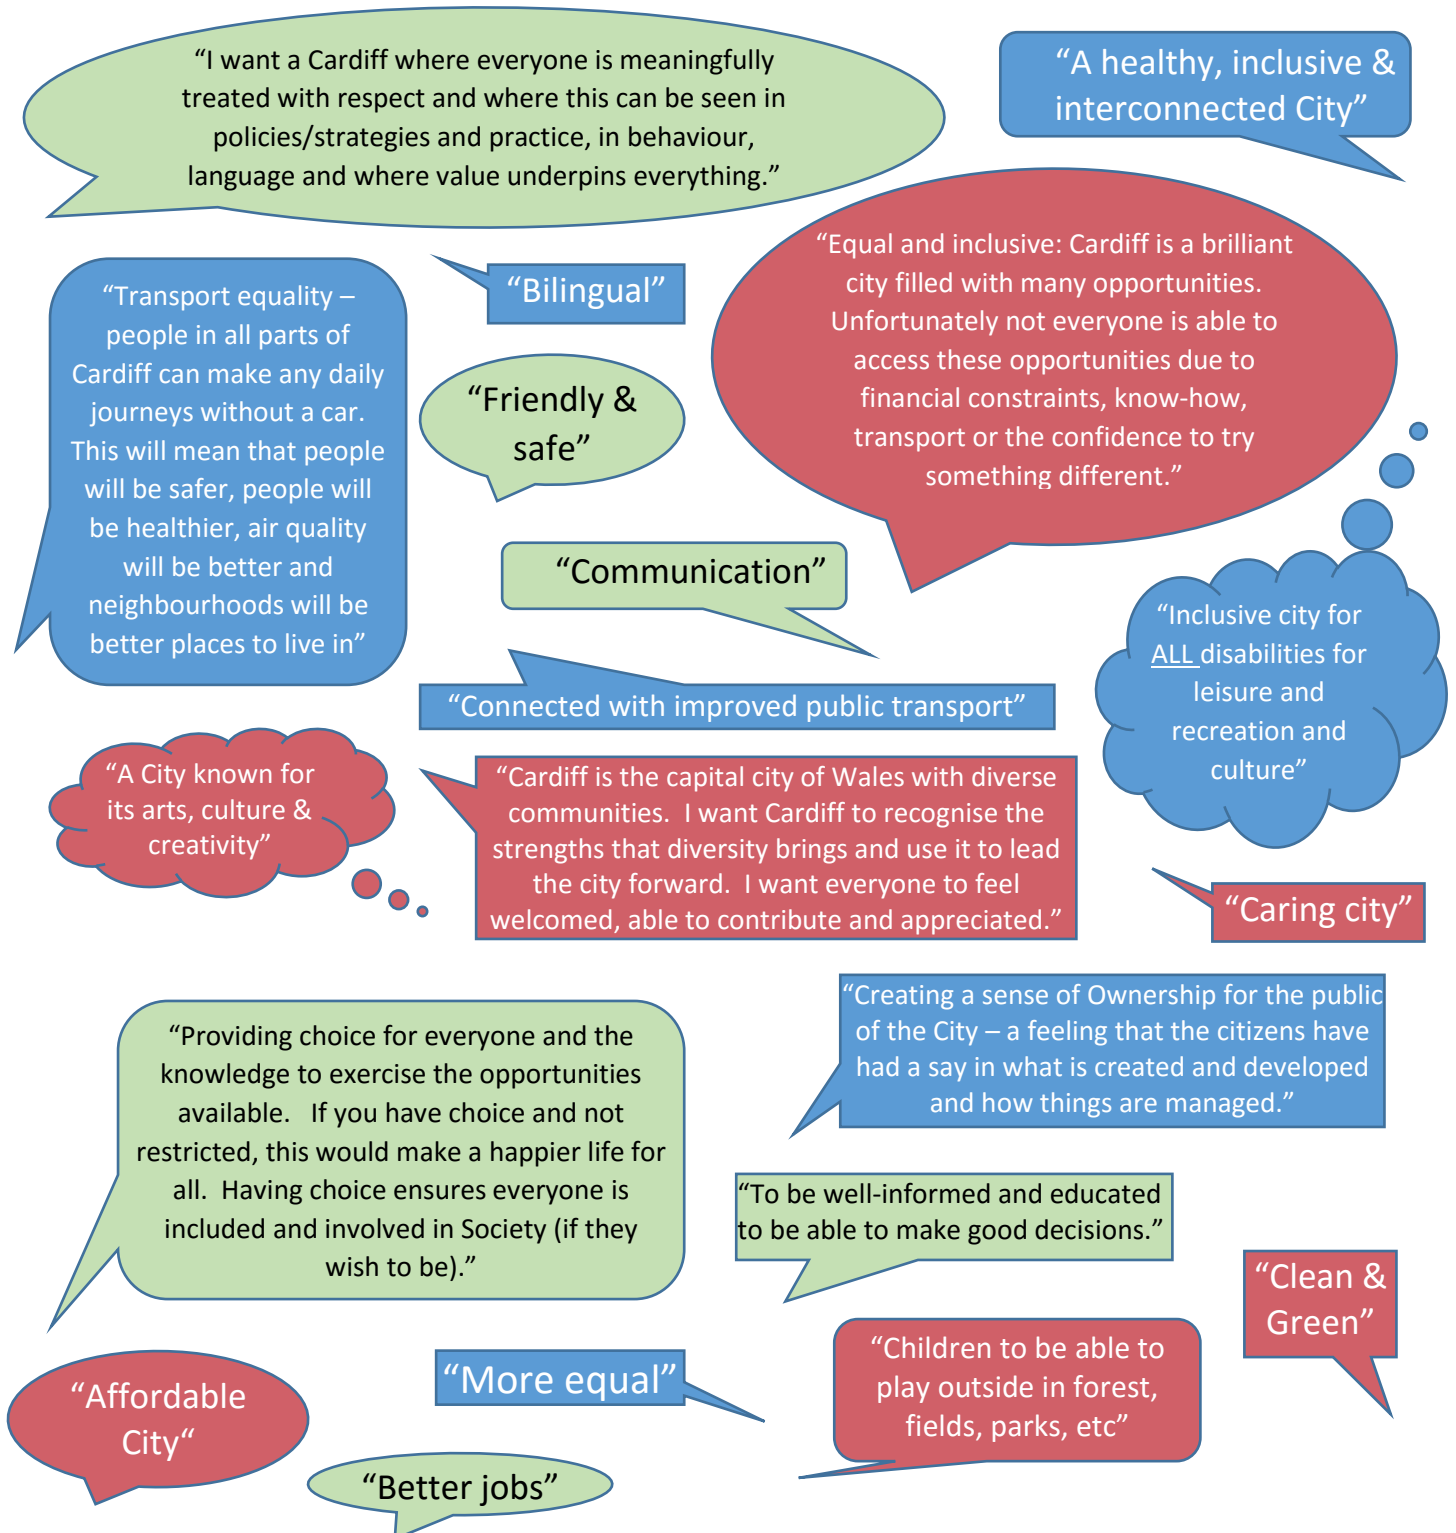 “I want a Cardiff where everyone is meaningfully
treated with respect and where this can be seen in
policies/strategies and practice, in behaviour,
language and where value underpins everything.”
“A healthy, inclusive &
interconnected City”
“Equal and inclusive: Cardiff is a brilliant
city filled with many opportunities.
Unfortunately not everyone is able to
access these opportunities due to
financial constraints, know-how,
transport or the confidence to try
something different.”
“Bilingual”
“Transport equality –
people in all parts of
Cardiff can make any daily
journeys without a car.
This will mean that people
will be safer, people will
be healthier, air quality
will be better and
neighbourhoods will be
better places to live in”
“Friendly &
safe”
“Communication”
“Inclusive city for
ALL disabilities for
leisure and
recreation and
culture”
“Connected with improved public transport”
“A City known for
its arts, culture &
creativity”
“Cardiff is the capital city of Wales with diverse
communities.  I want Cardiff to recognise the
strengths that diversity brings and use it to lead
the city forward.  I want everyone to feel
welcomed, able to contribute and appreciated.”
“Caring city”
“Creating a sense of Ownership for the public
of the City – a feeling that the citizens have
had a say in what is created and developed
and how things are managed.”
“Providing choice for everyone and the
knowledge to exercise the opportunities
available.   If you have choice and not
restricted, this would make a happier life for
all.  Having choice ensures everyone is
included and involved in Society (if they
wish to be).”
“To be well-informed and educated
to be able to make good decisions.”
“Clean &
Green”
“Children to be able to
play outside in forest,
fields, parks, etc”
“More equal”
“Affordable
City“
“Better jobs”